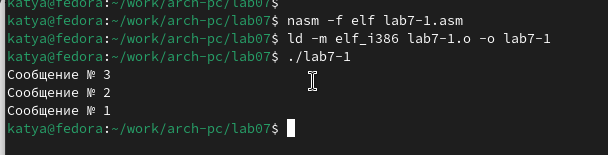 katya@fedora:~/work/arch-pc/lab07$
katya@fedora:~/work/arch-pc/lab07$ nasm -f elf lab7-1.asm
katya@fedora:~/work/arch-pc/lab07$ ld -m elf_i386 lab7-1.o -o lab7-1
katya@fedora:~/work/arch-pc/lab07$ ./lab7-1
Сообщение № 3
Сообщение № 2
Сообщение № 1
katya@fedora:~/work/arch-pc/lab07$